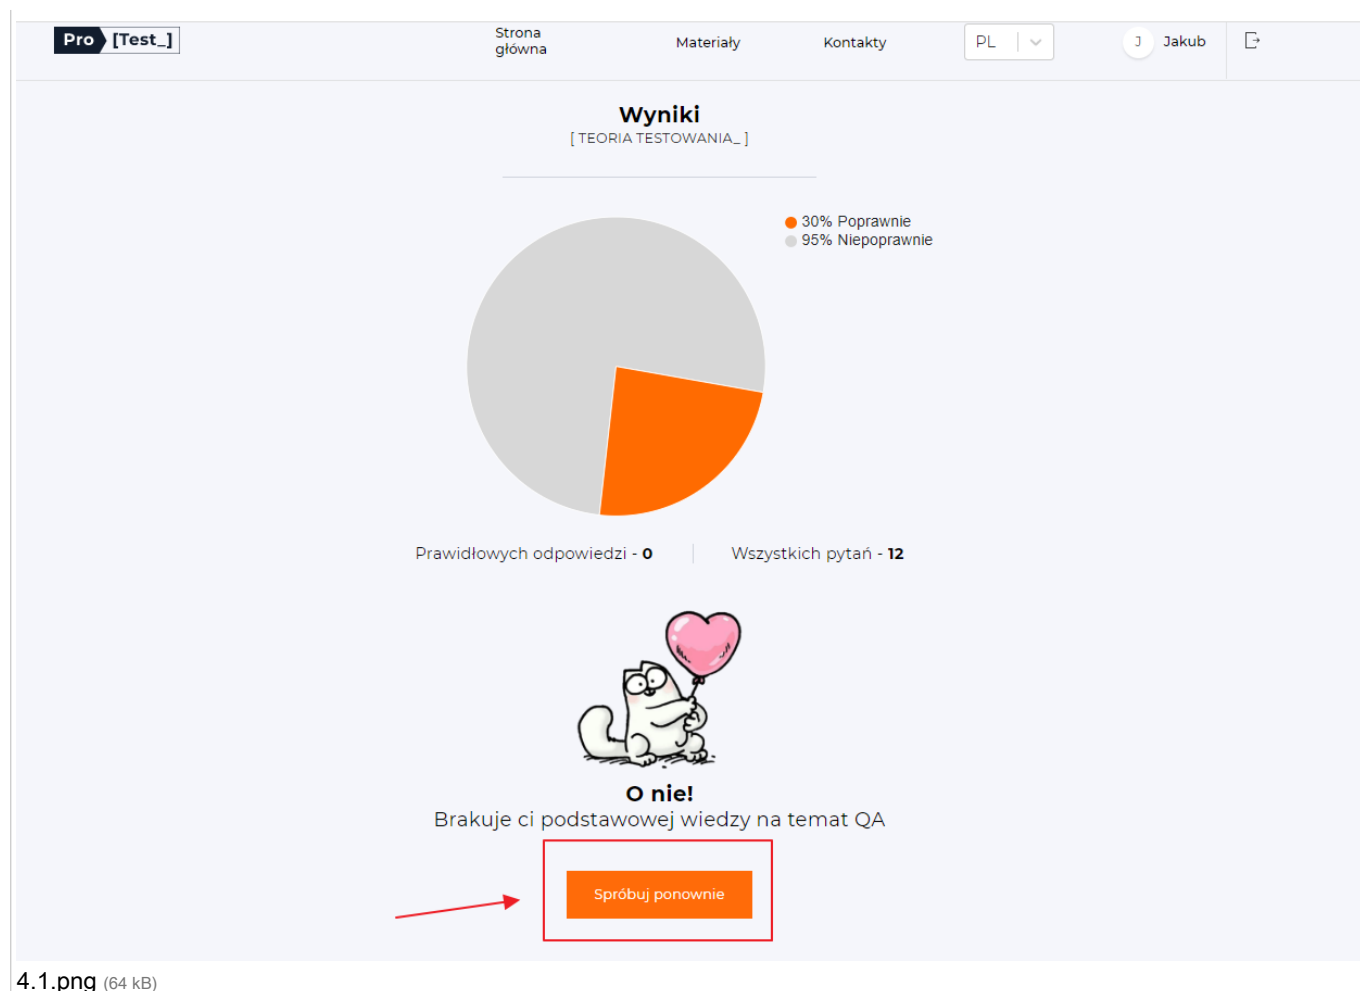 Pro [Test_]
Strona
główna
Materiały
Kontakty
PL
J Jakub
Wyniki
[ TEORIA TESTOWANIA_ ]
30% Poprawnie
95% Niepoprawnie
Prawidłowych odpowiedzi - 0
Wszystkich pytań - 12
O nie!
Brakuje ci podstawowej wiedzy na temat QA
Spróbuj ponownie
4.1.png (64 kB)